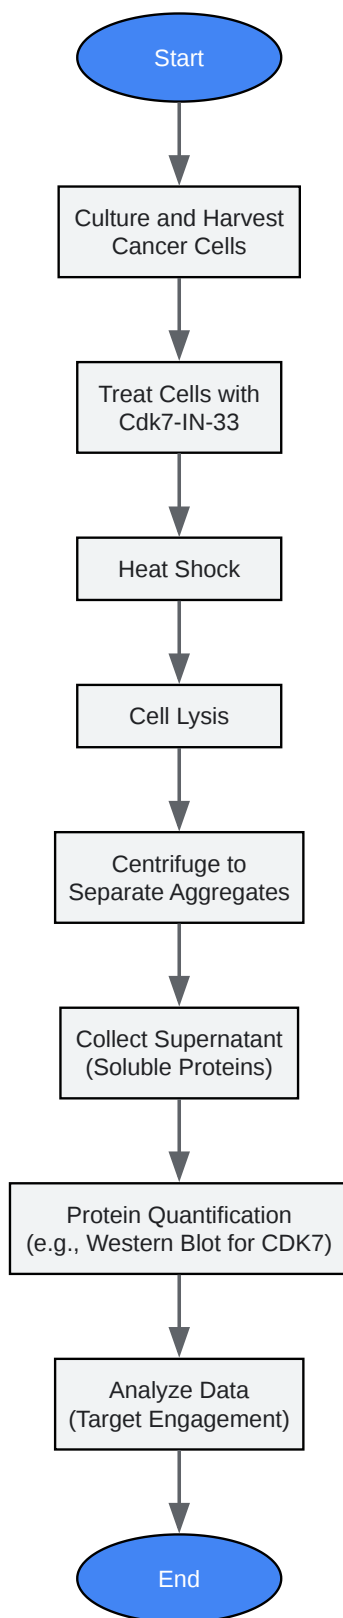 Start
Culture and Harvest
Cancer Cells
Treat Cells with
Cdk7-IN-33
Heat Shock
Cell Lysis
Centrifuge to
Separate Aggregates
Collect Supernatant
(Soluble Proteins)
Protein Quantification
(e.g., Western Blot for CDK7)
Analyze Data
(Target Engagement)
End